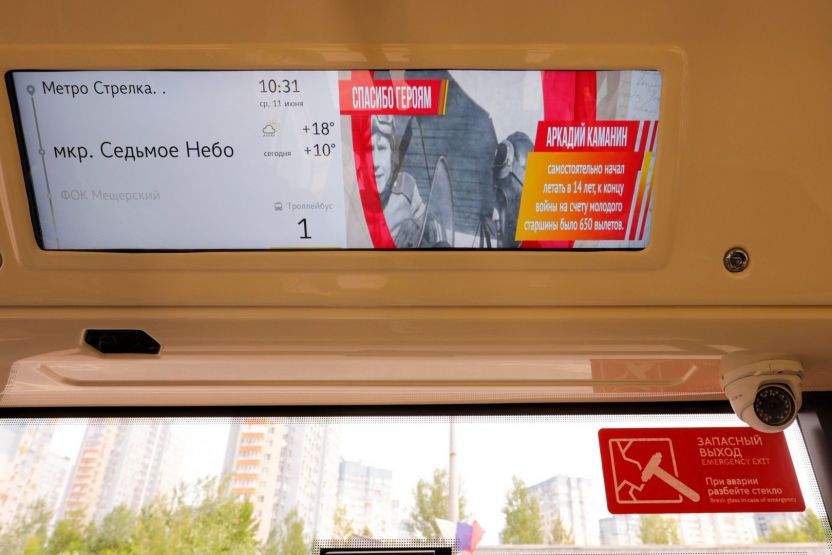 Метро Стрелка. .
10:31
ср, 11 июня
мкр. Седьмое Небо
+18°
сегодня +10°
ФОК Мещерский
Троллейбус
1
СПАСИБО ГЕРОЯМ
АРКАДИЙ КАМАНИН
самостоятельно начал
летать в 14 лет, к концу
войны на счету молодого
старшины было 650 вылетов.
ЗАПАСНЫЙ
ВЫХОД
EMERGENCY EXIT
При аварии
разбейте стекло
Break glass in case of emergency